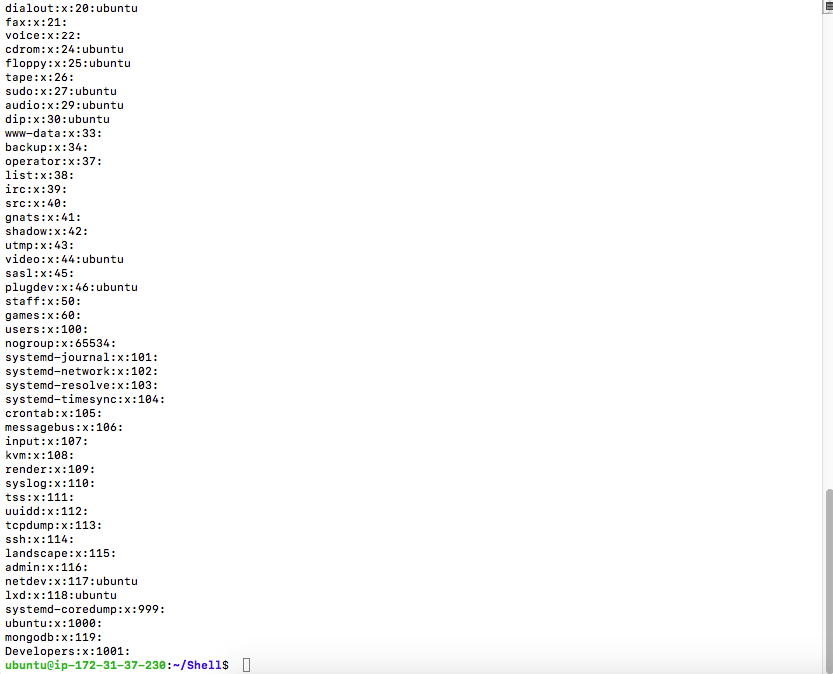 dialout:x:20:ubuntu
fax:x:21:
voice:x:22:
cdrom:x:24:ubuntu
floppy:x:25:ubuntu
tape:x:26:
sudo:x:27:ubuntu
audio:x:29:ubuntu
dip:x:30:ubuntu
www-data:x:33:
backup:x:34:
operator:x:37:
list:x:38:
irc:x:39:
src:x:40:
gnats:x:41:
shadow:x:42:
utmp:x:43:
video:x:44:ubuntu
sasl:x:45:
plugdev:x:46:ubuntu
staff:x:50:
games:x:60:
users:x:100:
nogroup:x:65534:
systemd-journal:x:101:
systemd-network:x:102:
systemd-resolve:x:103:
systemd-timesync:x:104:
crontab:x:105:
messagebus:x:106:
input:x:107:
kvm:x:108:
render:x:109:
syslog:x:110:
tss:x:111:
uuidd:x:112:
tcpdump:x:113:
ssh:x:114:
landscape:x:115:
admin:x:116:
netdev:x:117:ubuntu
lxd:x:118:ubuntu
systemd-coredump:x:999:
ubuntu:x:1000:
mongodb:x:119:
Developers:x:1001:
ubuntu@ip-172-31-37-230:~/Shell$